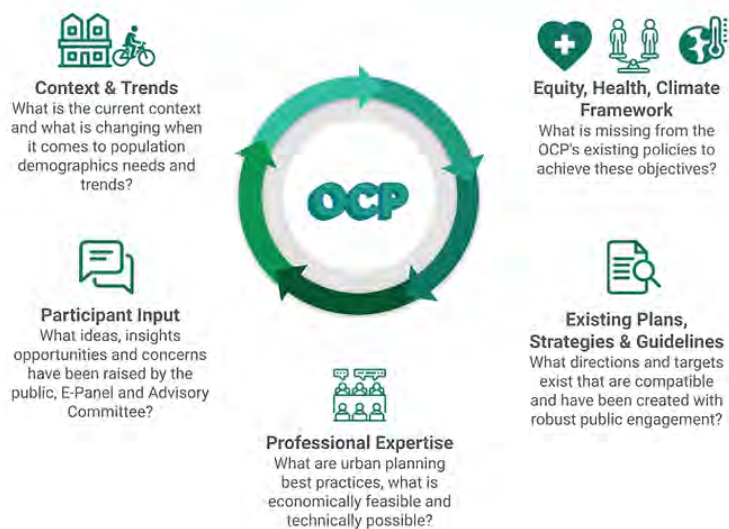 Context & Trends
What is the current context
and what is changing when
it comes to population
demographics needs and
trends?
Equity, Health, Climate
Framework
What is missing from the
OCP's existing policies to
achieve these objectives?
OCP
Participant Input
What ideas, insights
opportunities and concerns
have been raised by the
public, E-Panel and Advisory
Committee?
Existing Plans,
Strategies & Guidelines
What directions and targets
exist that are compatible
and have been created with
robust public engagement?
Professional Expertise
What are urban planning
best practices, what is
economically feasible and
technically possible?